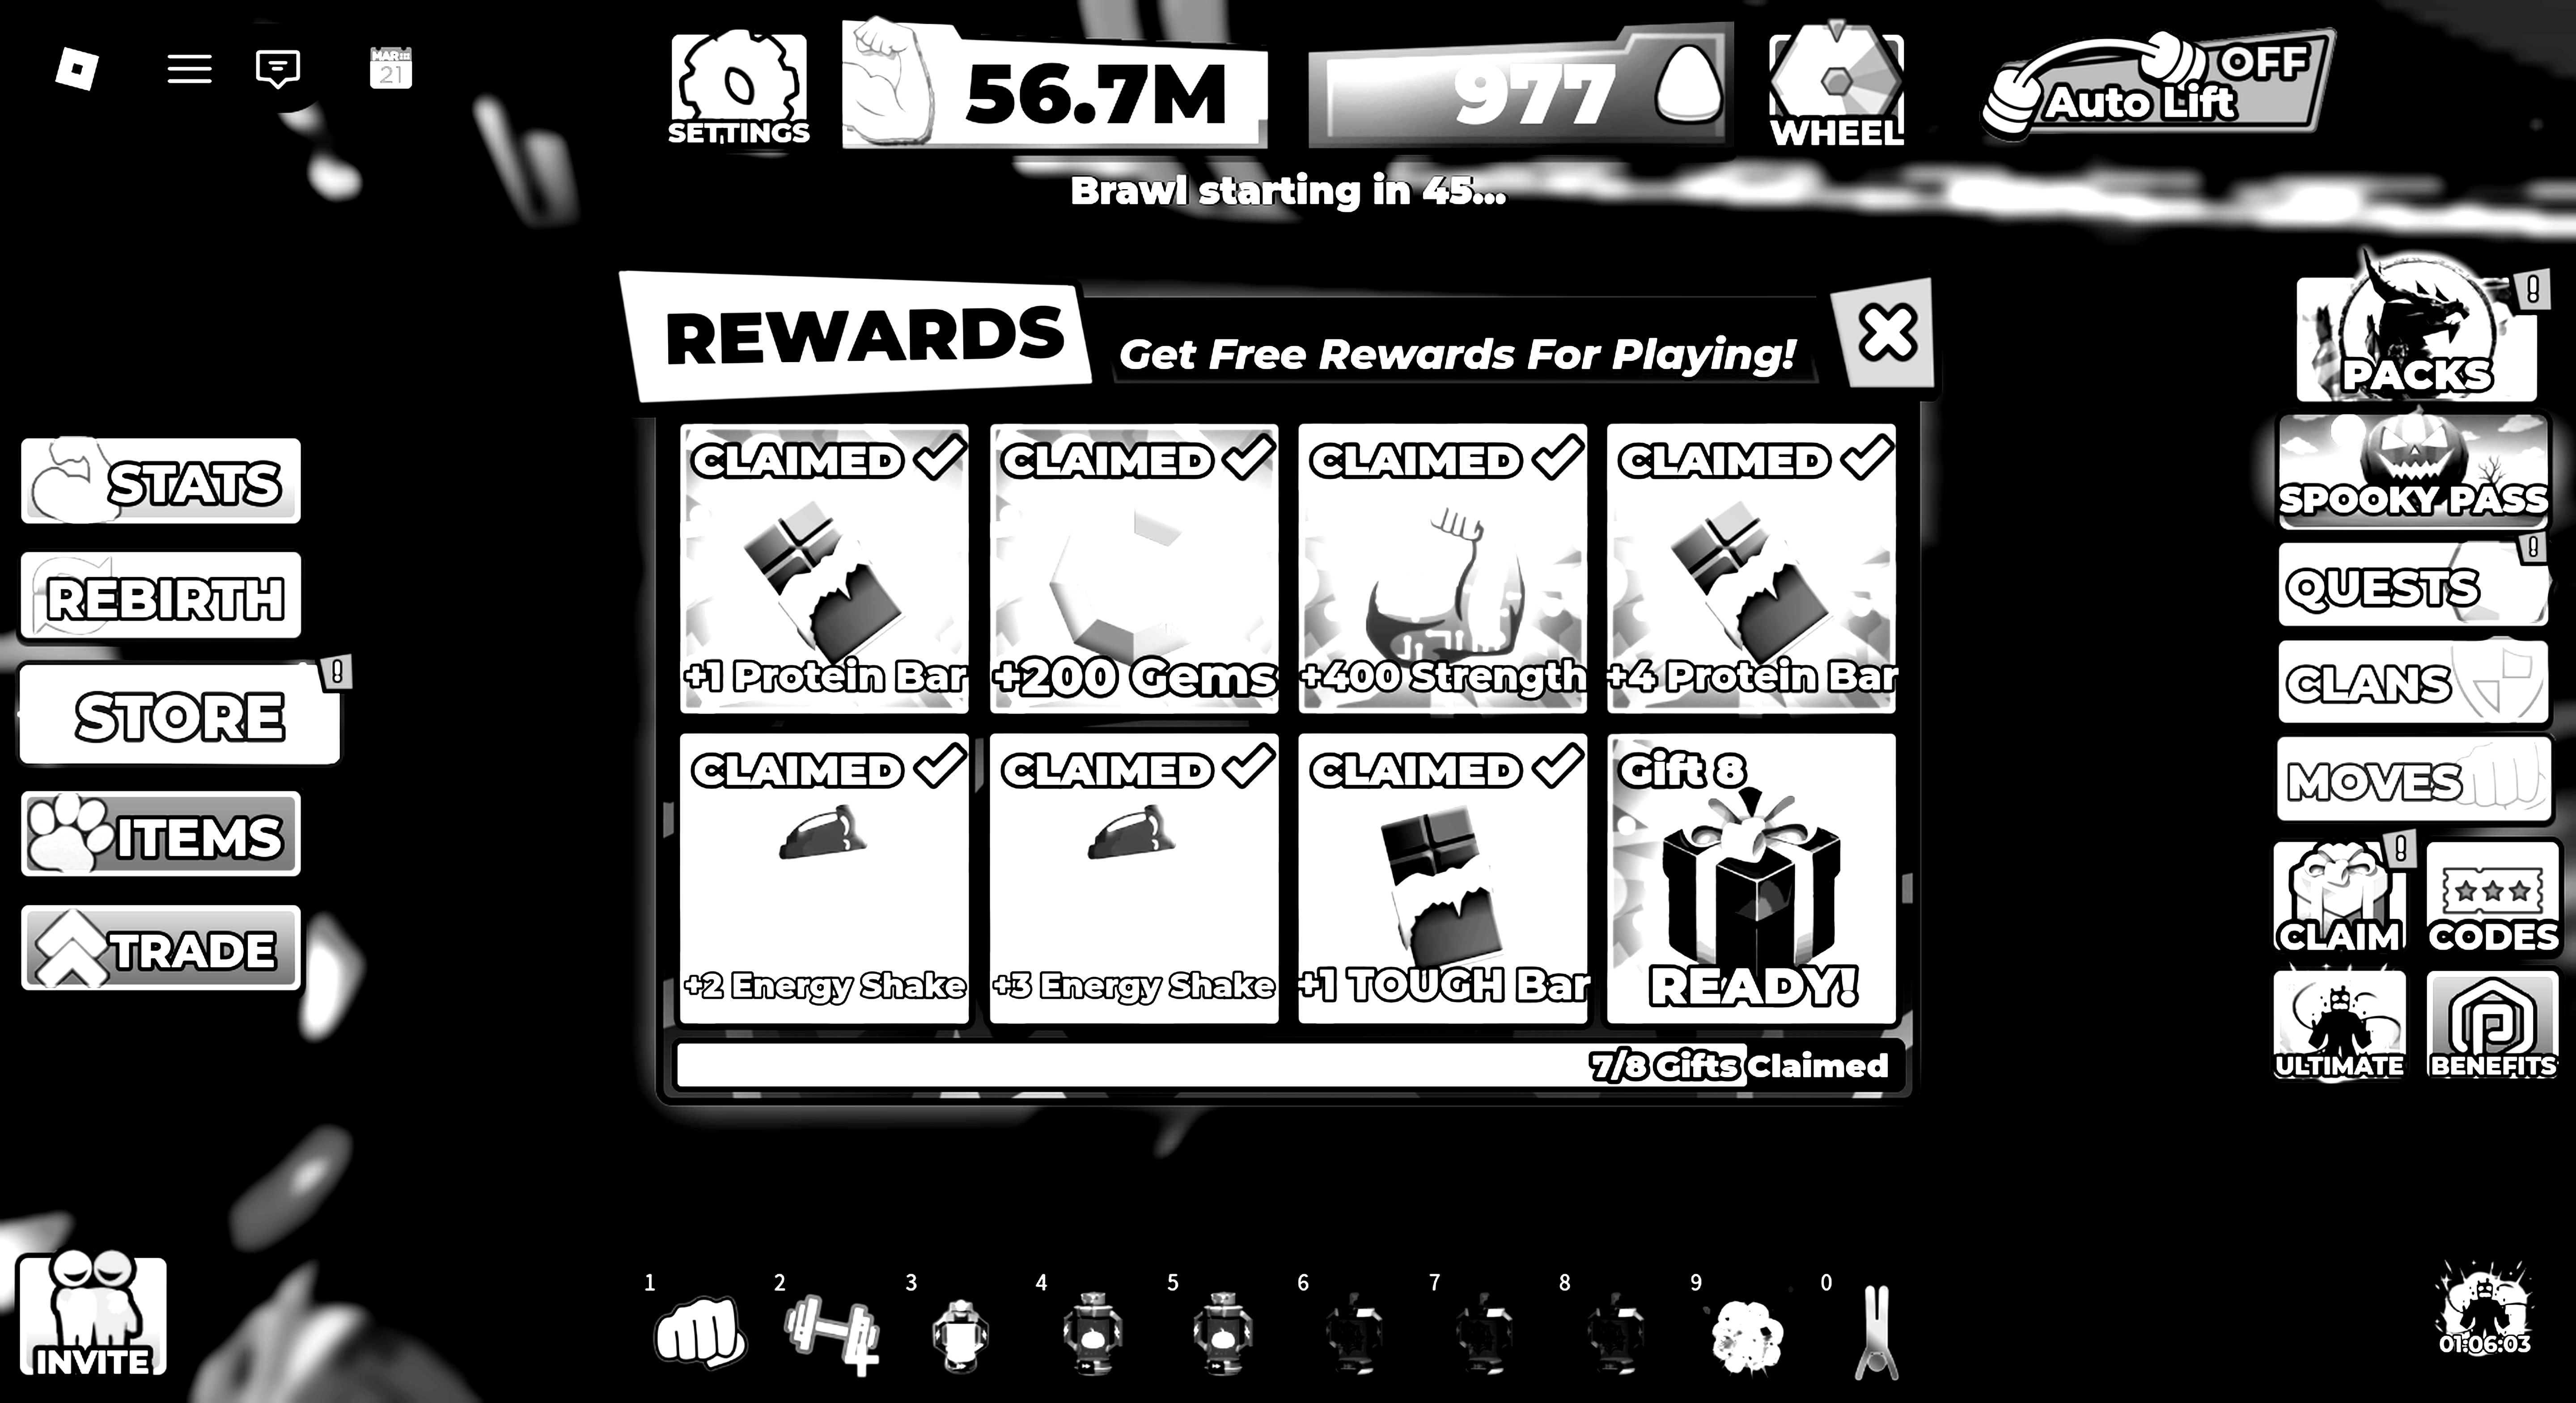 MAR
21
SETTINGS
56.7M
977
WHEEL
OFF
Auto Lift
Brawl starting in 45...
REWARDS
Get Free Rewards For Playing!
PACKS
!
STATS
REBIRTH
STORE
!
ITEMS
TRADE
CLAIMED
+1 Protein Bar
CLAIMED
+200 Gems
CLAIMED
+400 Strength
CLAIMED
+4 Protein Bar
CLAIMED
+2 Energy Shake
CLAIMED
+3 Energy Shake
CLAIMED
+1 TOUGH Bar
Gift 8
READY!
7/8 Gifts Claimed
SPOOKY PASS
QUESTS
!
CLANS
MOVES
CLAIM
!
CODES
ULTIMATE
BENEFITS
INVITE
1 2 3 4 5 6 7 8 9 0
01:06:03